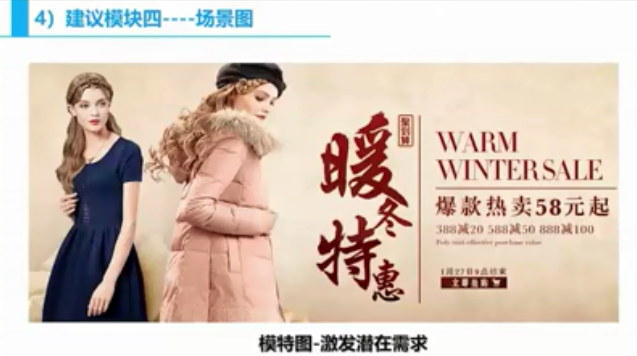 4）建议模块四----场景图
聚划算
暖冬特惠
WARM
WINTER SALE
爆款热卖58元起
388减20 588减50 888减100
1月27日9点结束
模特图-激发潜在需求